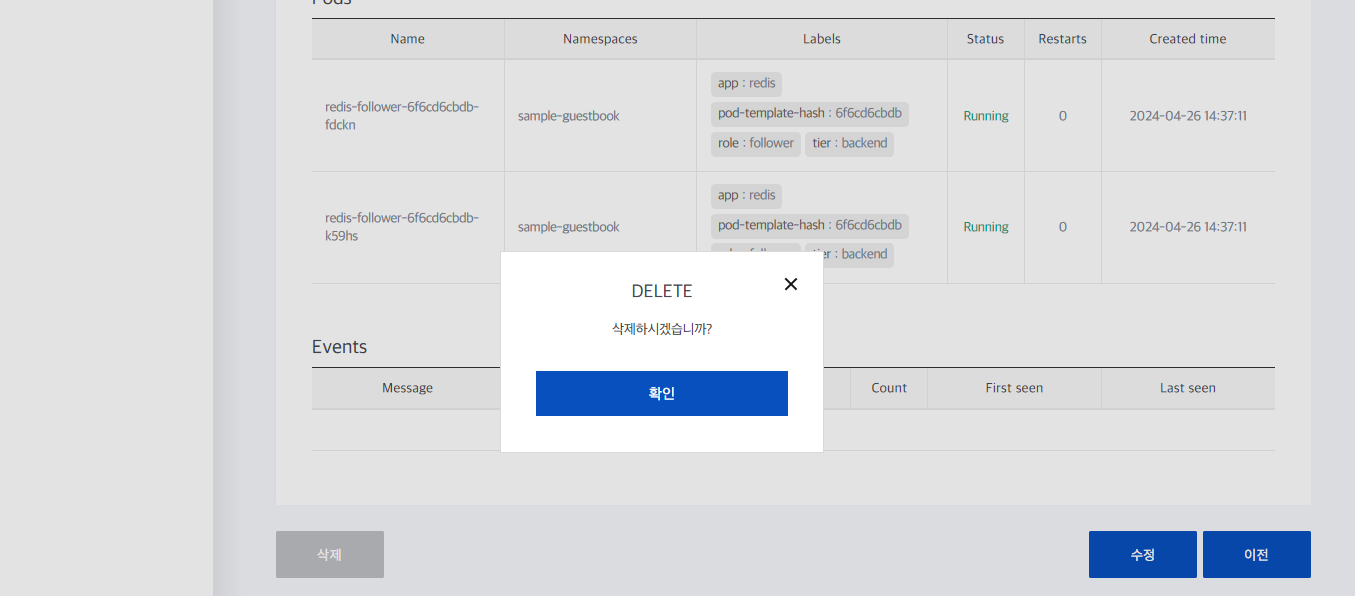 Pods
Name Namespaces Labels Status Restarts Created time
redis-follower-6f6cd6cbdb-fdckn sample-guestbook app : redis Running 0 2024-04-26 14:37:11
pod-template-hash : 6f6cd6cbdb
role : follower tier : backend
redis-follower-6f6cd6cbdb-k59hs sample-guestbook app : redis Running 0 2024-04-26 14:37:11
pod-template-hash : 6f6cd6cbdb
tier : backend
DELETE
삭제하시겠습니까?
확인
Events
Message Count First seen Last seen
삭제 수정 이전